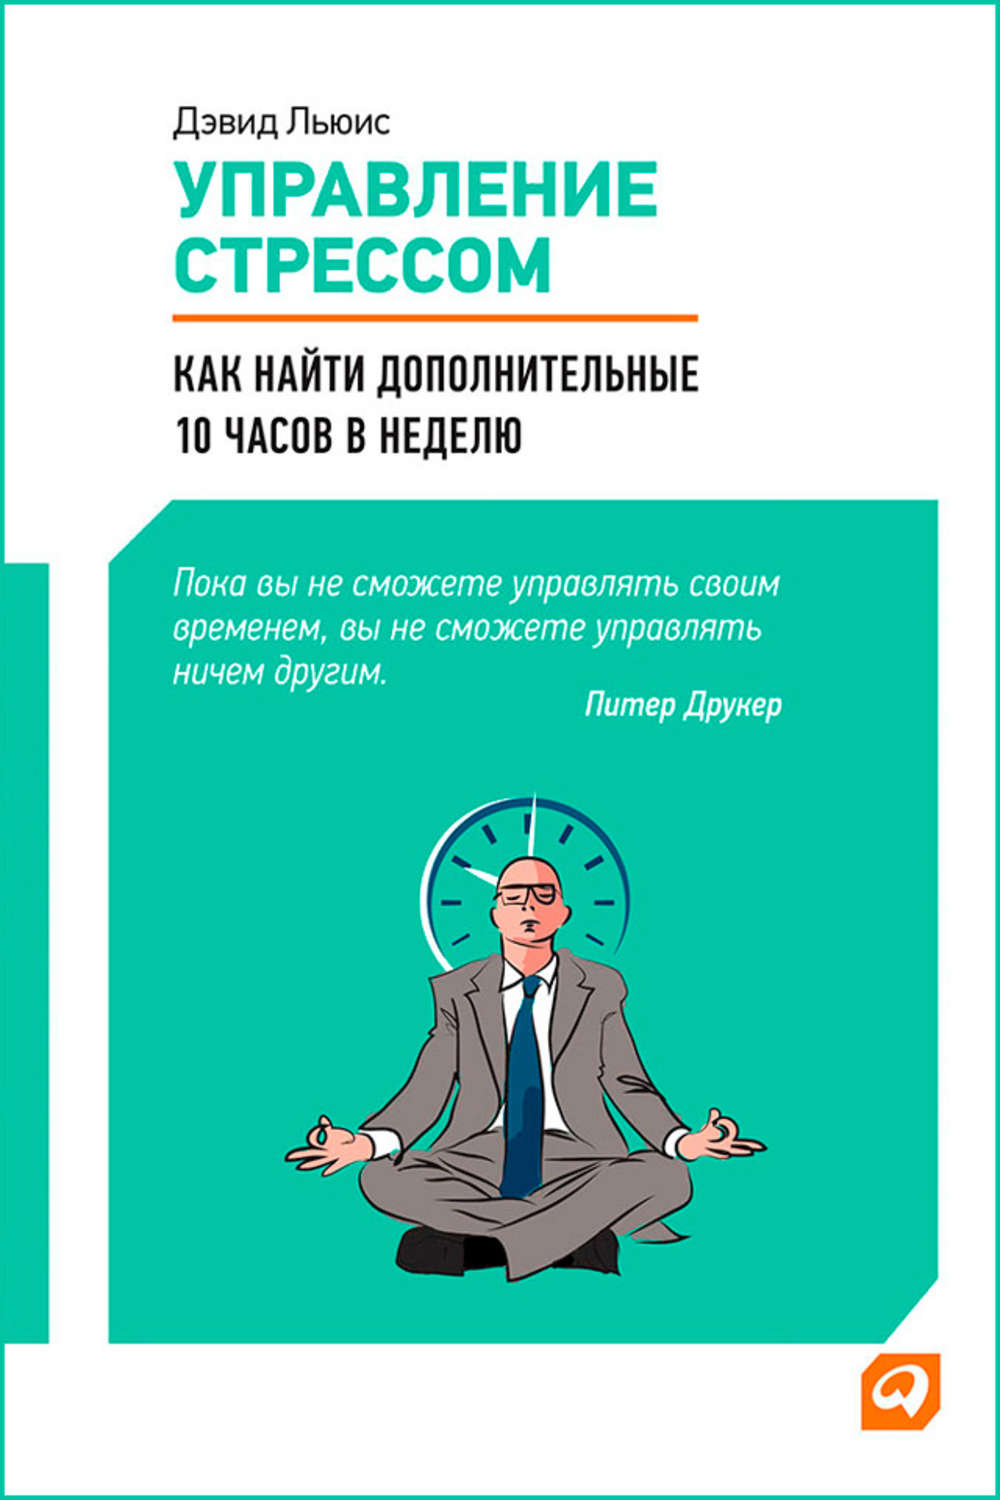 Дэвид Льюис
УПРАВЛЕНИЕ
СТРЕССОМ
КАК НАЙТИ ДОПОЛНИТЕЛЬНЫЕ
10 ЧАСОВ В НЕДЕЛЮ
Пока вы не сможете управлять своим
временем, вы не сможете управлять
ничем другим.
Питер Друкер